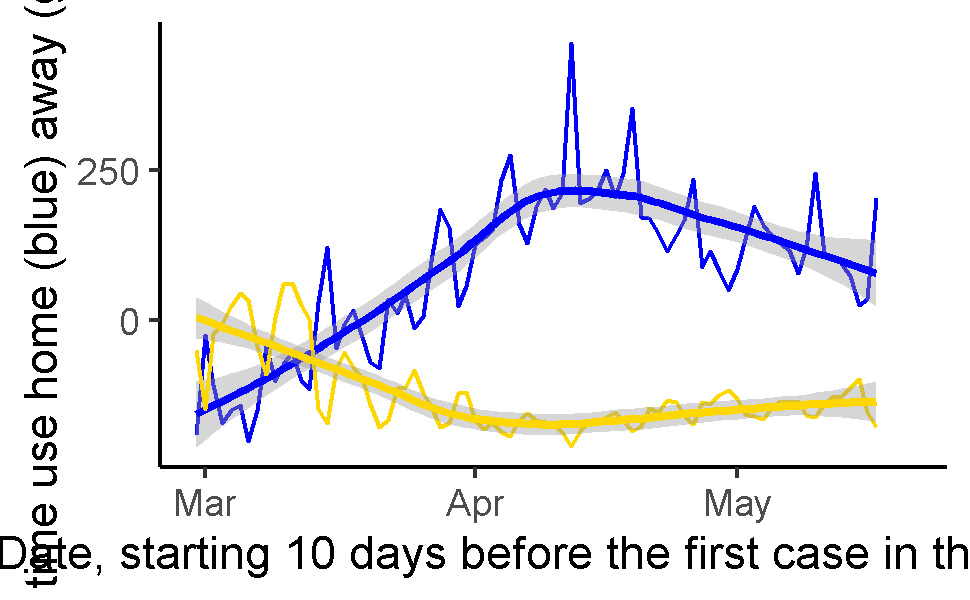 time use home (blue) away (
250
0
Mar Apr May
Date, starting 10 days before the first case in th